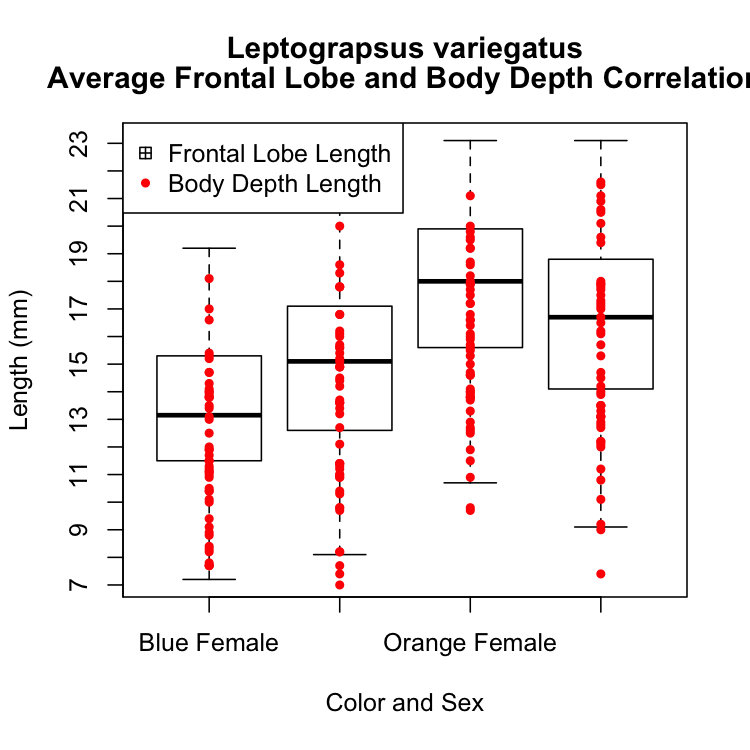 Leptograpsus variegatus
Average Frontal Lobe and Body Depth Correlation
Frontal Lobe Length
Body Depth Length
Length (mm)
23
21
19
17
15
13
11
9
7
Blue Female
Orange Female
Color and Sex